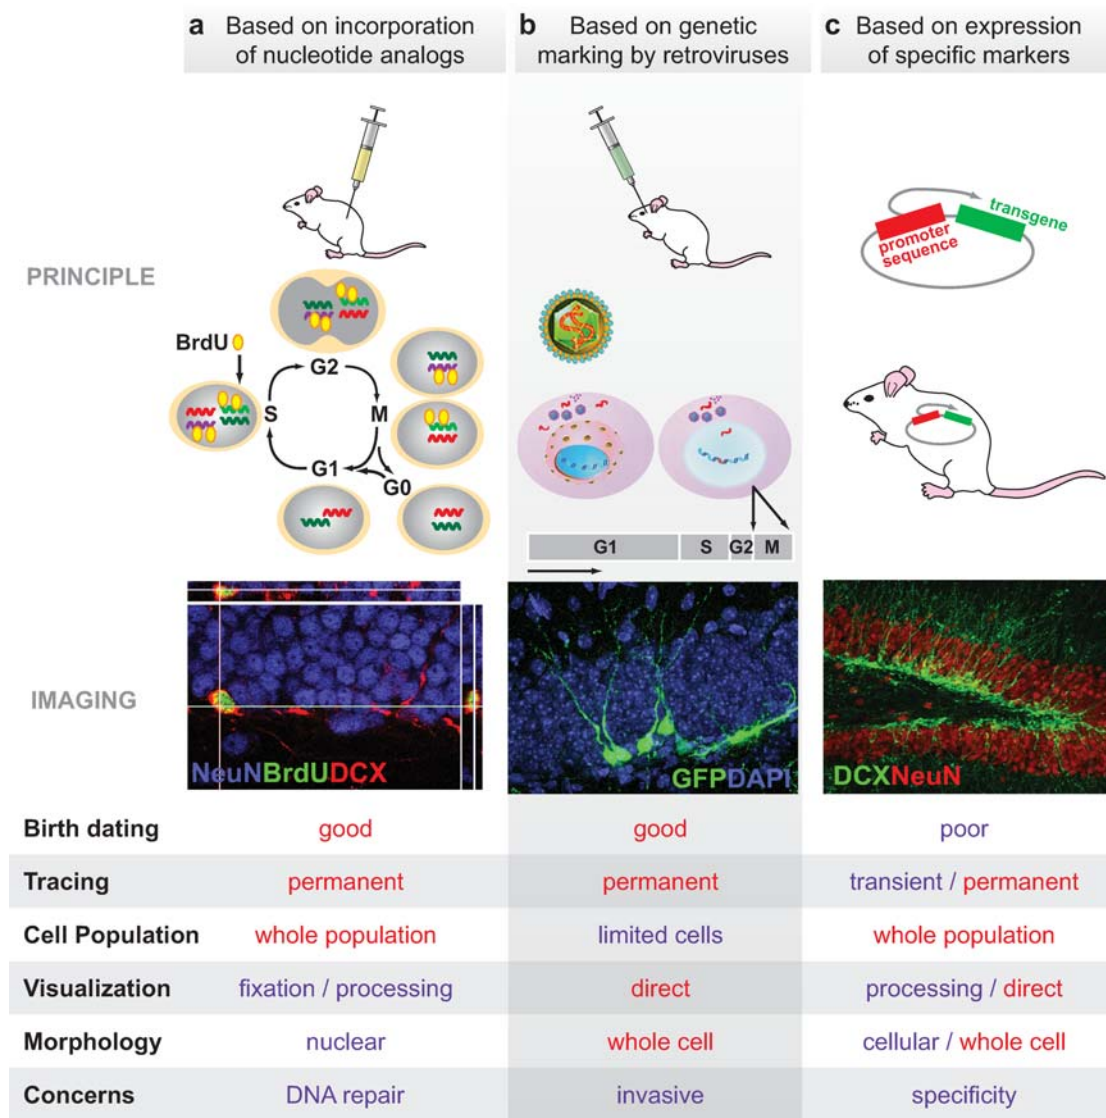 a Based on incorporation
of nucleotide analogs
b Based on genetic
marking by retroviruses
c Based on expression
of specific markers
PRINCIPLE
promoter
sequence
transgene
BrdU
G2
S
M
G1
G0
G1 S G2 M
IMAGING
NeuNBrdUDCX
GFPDAPI
DCXNeuN
Birth dating good good poor
Tracing permanent permanent transient / permanent
Cell Population whole population limited cells whole population
Visualization fixation / processing direct processing / direct
Morphology nuclear whole cell cellular / whole cell
Concerns DNA repair invasive specificity